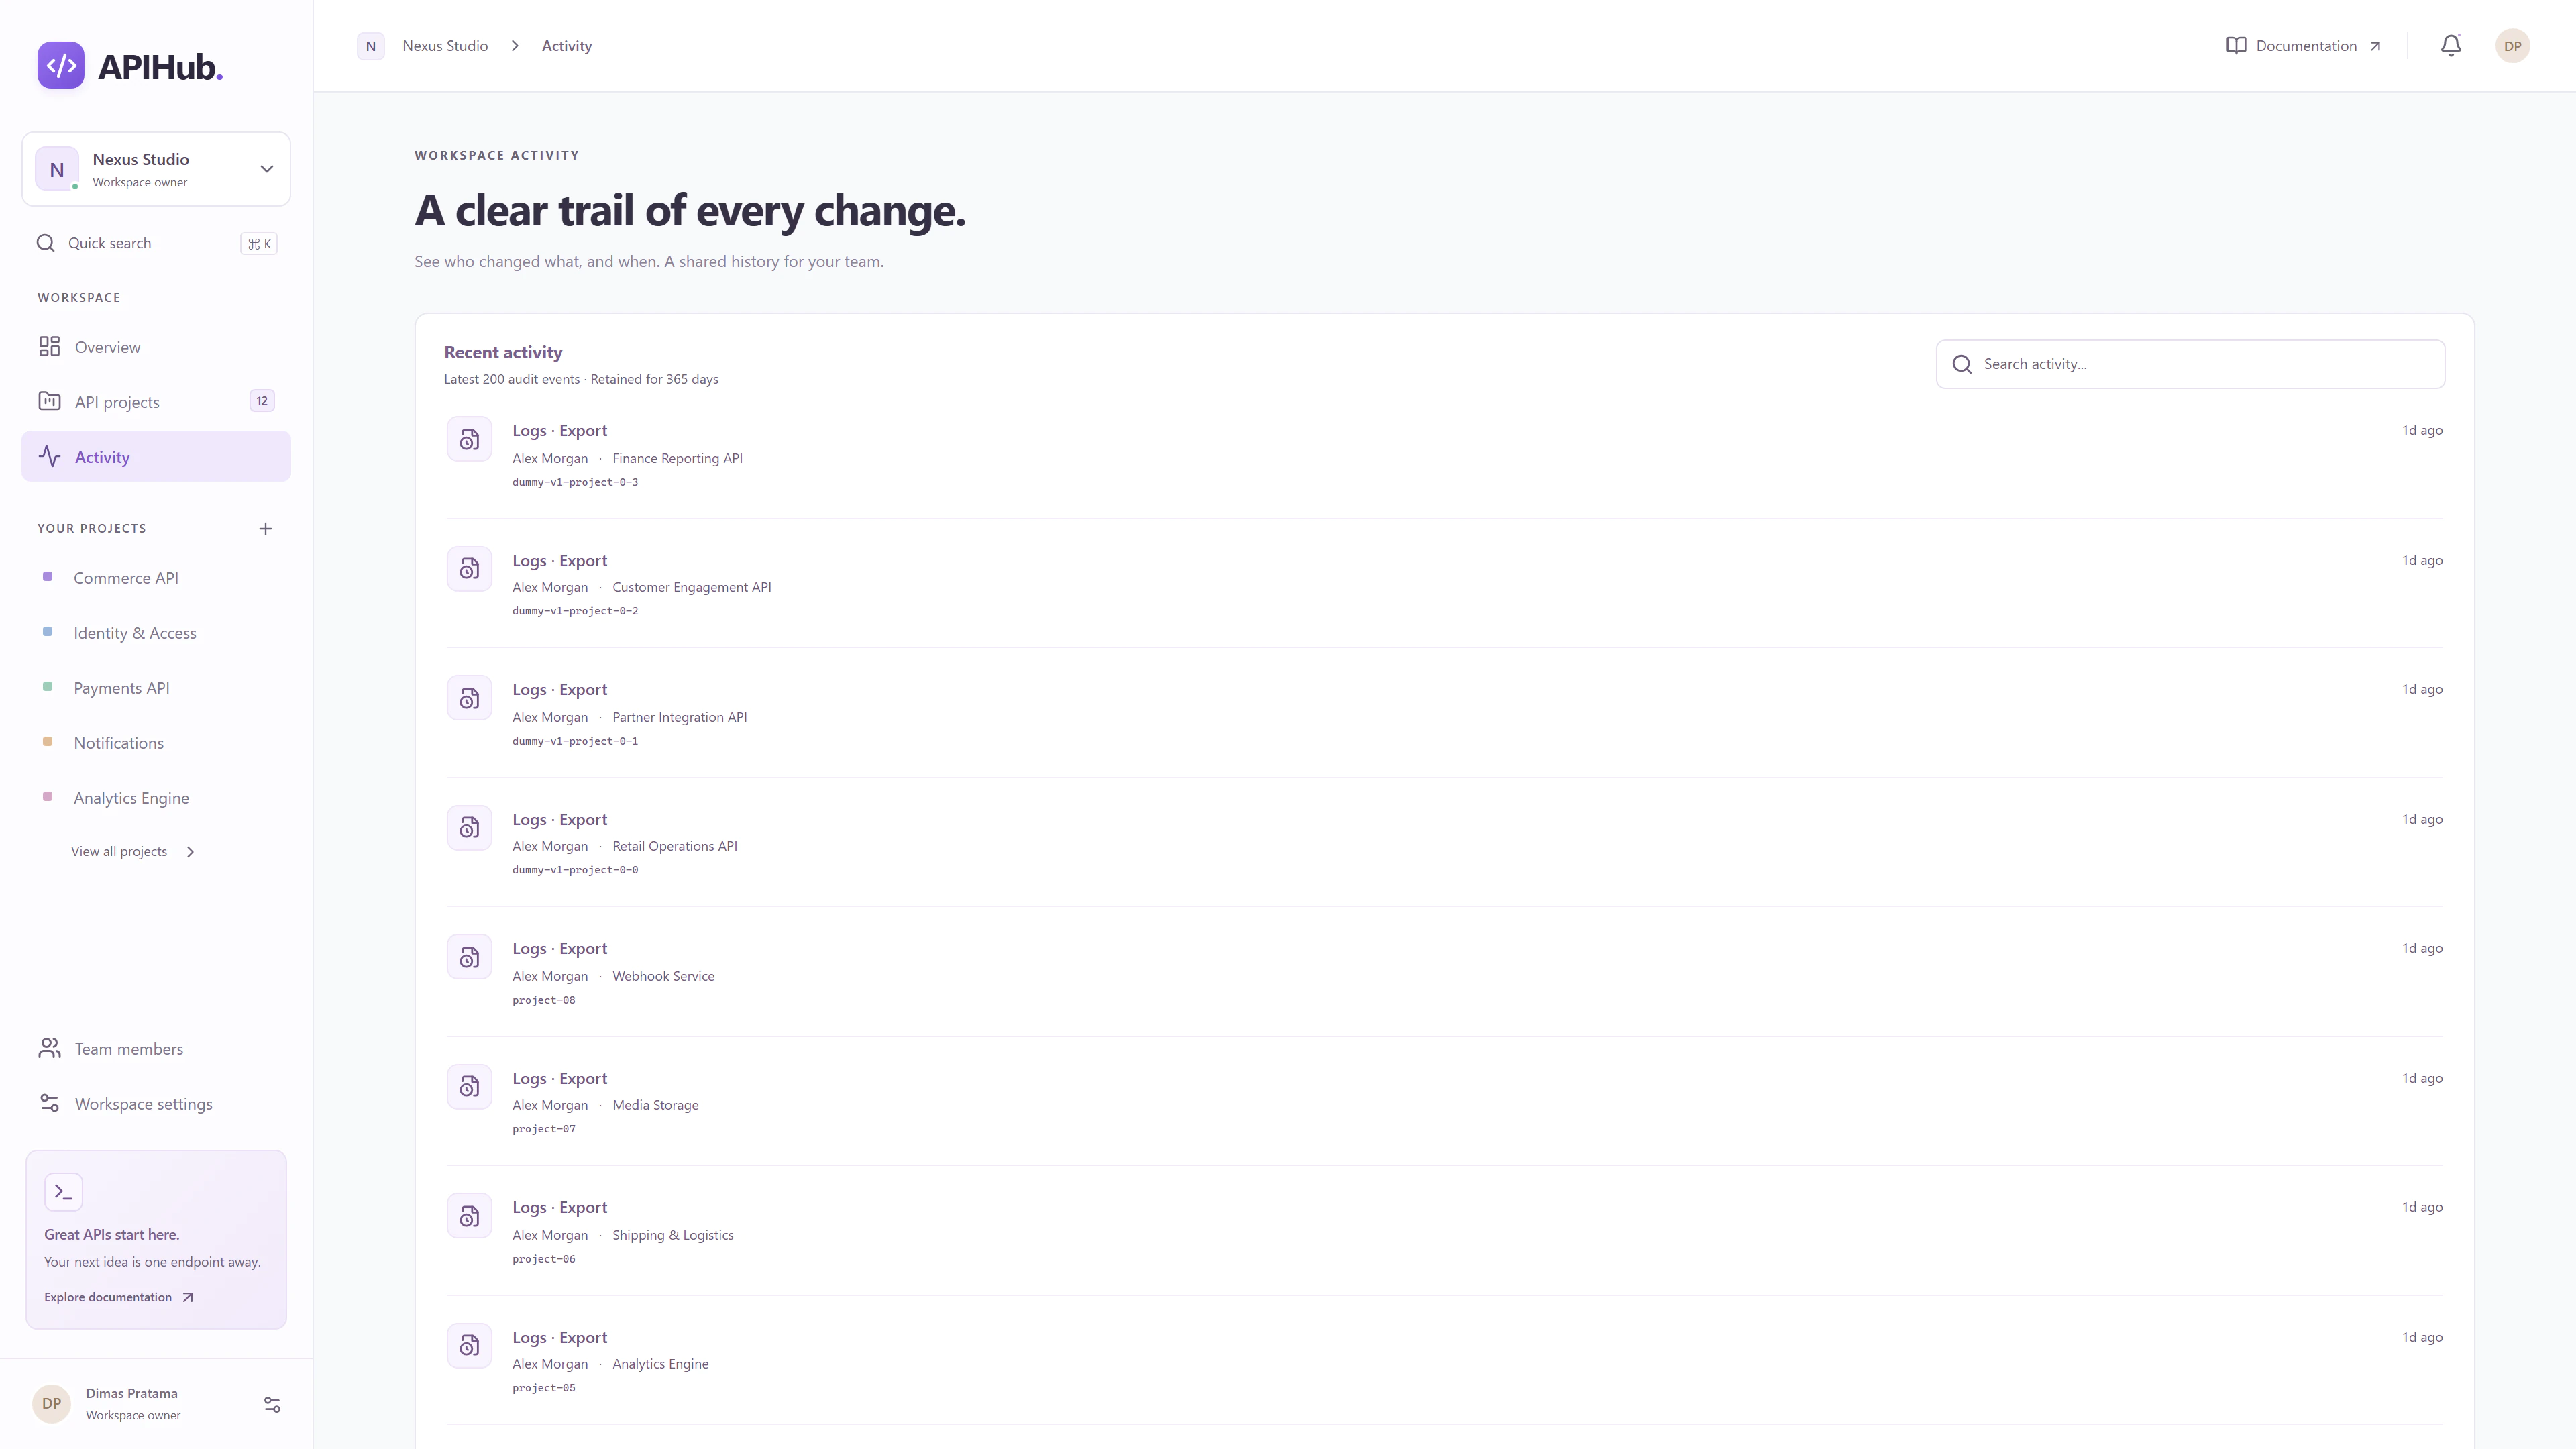 APIHub.
N
Nexus Studio
Workspace owner
Quick search
⌘ K
WORKSPACE
Overview
API projects
12
Activity
YOUR PROJECTS
Commerce API
Identity & Access
Payments API
Notifications
Analytics Engine
View all projects
Team members
Workspace settings
Great APIs start here.
Your next idea is one endpoint away.
Explore documentation
DP
Dimas Pratama
Workspace owner
N
Nexus Studio
Activity
Documentation
DP
WORKSPACE ACTIVITY
A clear trail of every change.
See who changed what, and when. A shared history for your team.
Recent activity
Latest 200 audit events · Retained for 365 days
Search activity...
Logs · Export
1d ago
Alex Morgan · Finance Reporting API
dummy-v1-project-0-3
Logs · Export
1d ago
Alex Morgan · Customer Engagement API
dummy-v1-project-0-2
Logs · Export
1d ago
Alex Morgan · Partner Integration API
dummy-v1-project-0-1
Logs · Export
1d ago
Alex Morgan · Retail Operations API
dummy-v1-project-0-0
Logs · Export
1d ago
Alex Morgan · Webhook Service
project-08
Logs · Export
1d ago
Alex Morgan · Media Storage
project-07
Logs · Export
1d ago
Alex Morgan · Shipping & Logistics
project-06
Logs · Export
1d ago
Alex Morgan · Analytics Engine
project-05